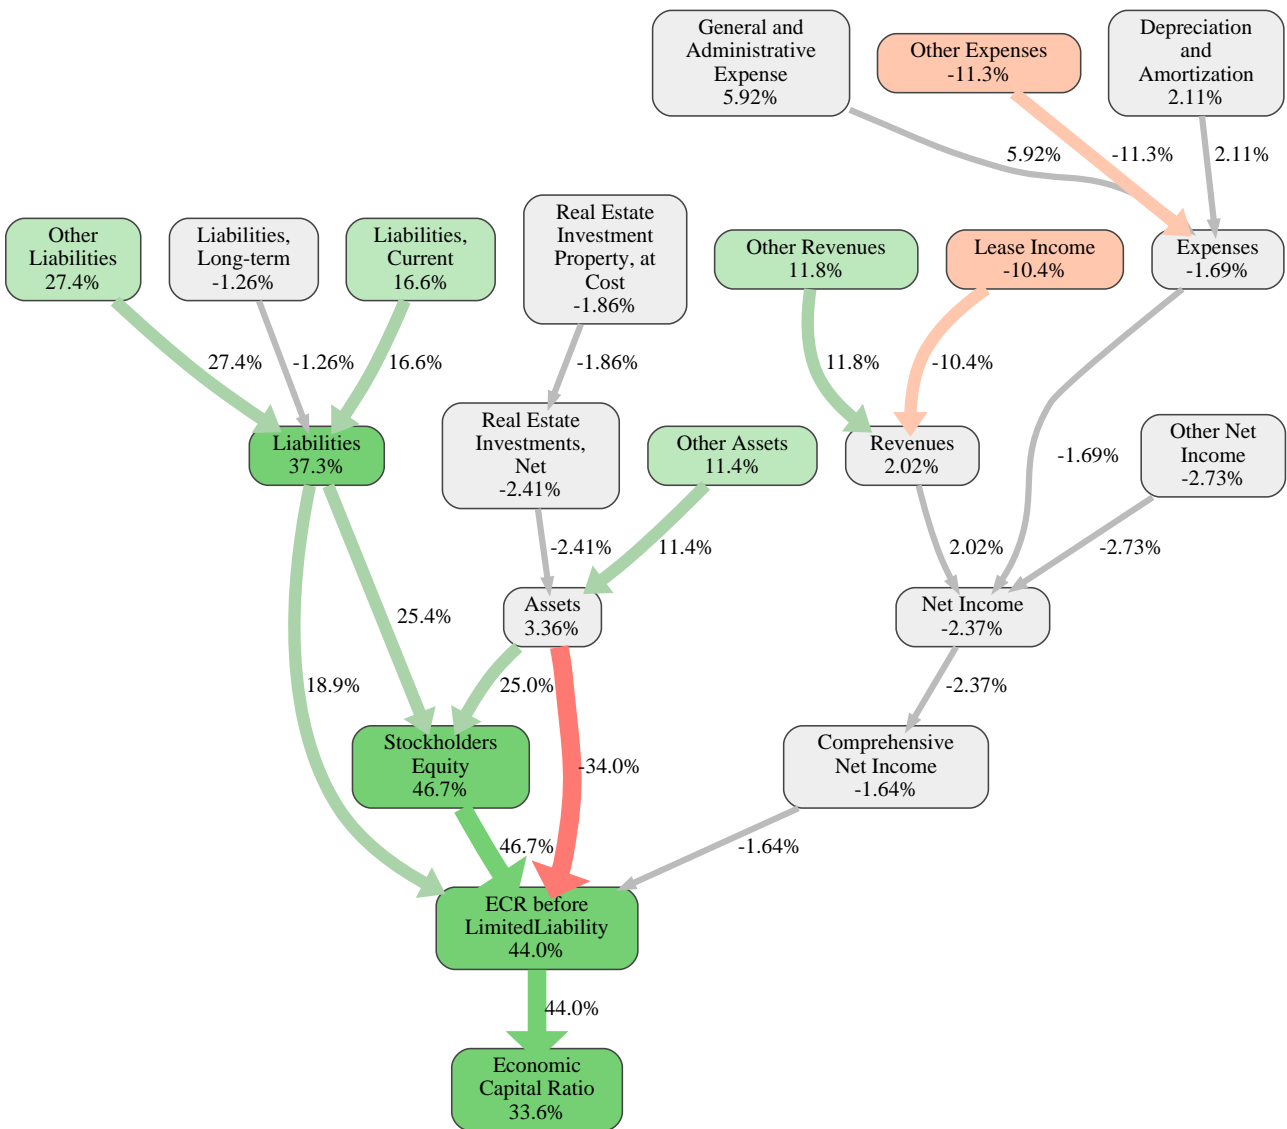 General and
Administrative
Expense
5.92%
Other Expenses
-11.3%
Depreciation
and
Amortization
2.11%
5.92%
-11.3%
2.11%
Other
Liabilities
27.4%
Liabilities,
Long-term
-1.26%
Liabilities,
Current
16.6%
Real Estate
Investment
Property, at
Cost
-1.86%
Other Revenues
11.8%
Lease Income
-10.4%
Expenses
-1.69%
27.4%
-1.26%
16.6%
-1.86%
11.8%
-10.4%
Liabilities
37.3%
Real Estate
Investments,
Net
-2.41%
Other Assets
11.4%
Revenues
2.02%
-1.69%
Other Net
Income
-2.73%
-2.41%
11.4%
2.02%
-2.73%
25.4%
Assets
3.36%
Net Income
-2.37%
18.9%
25.0%
-2.37%
Stockholders
Equity
46.7%
-34.0%
Comprehensive
Net Income
-1.64%
46.7%
-1.64%
ECR before
LimitedLiability
44.0%
44.0%
Economic
Capital Ratio
33.6%